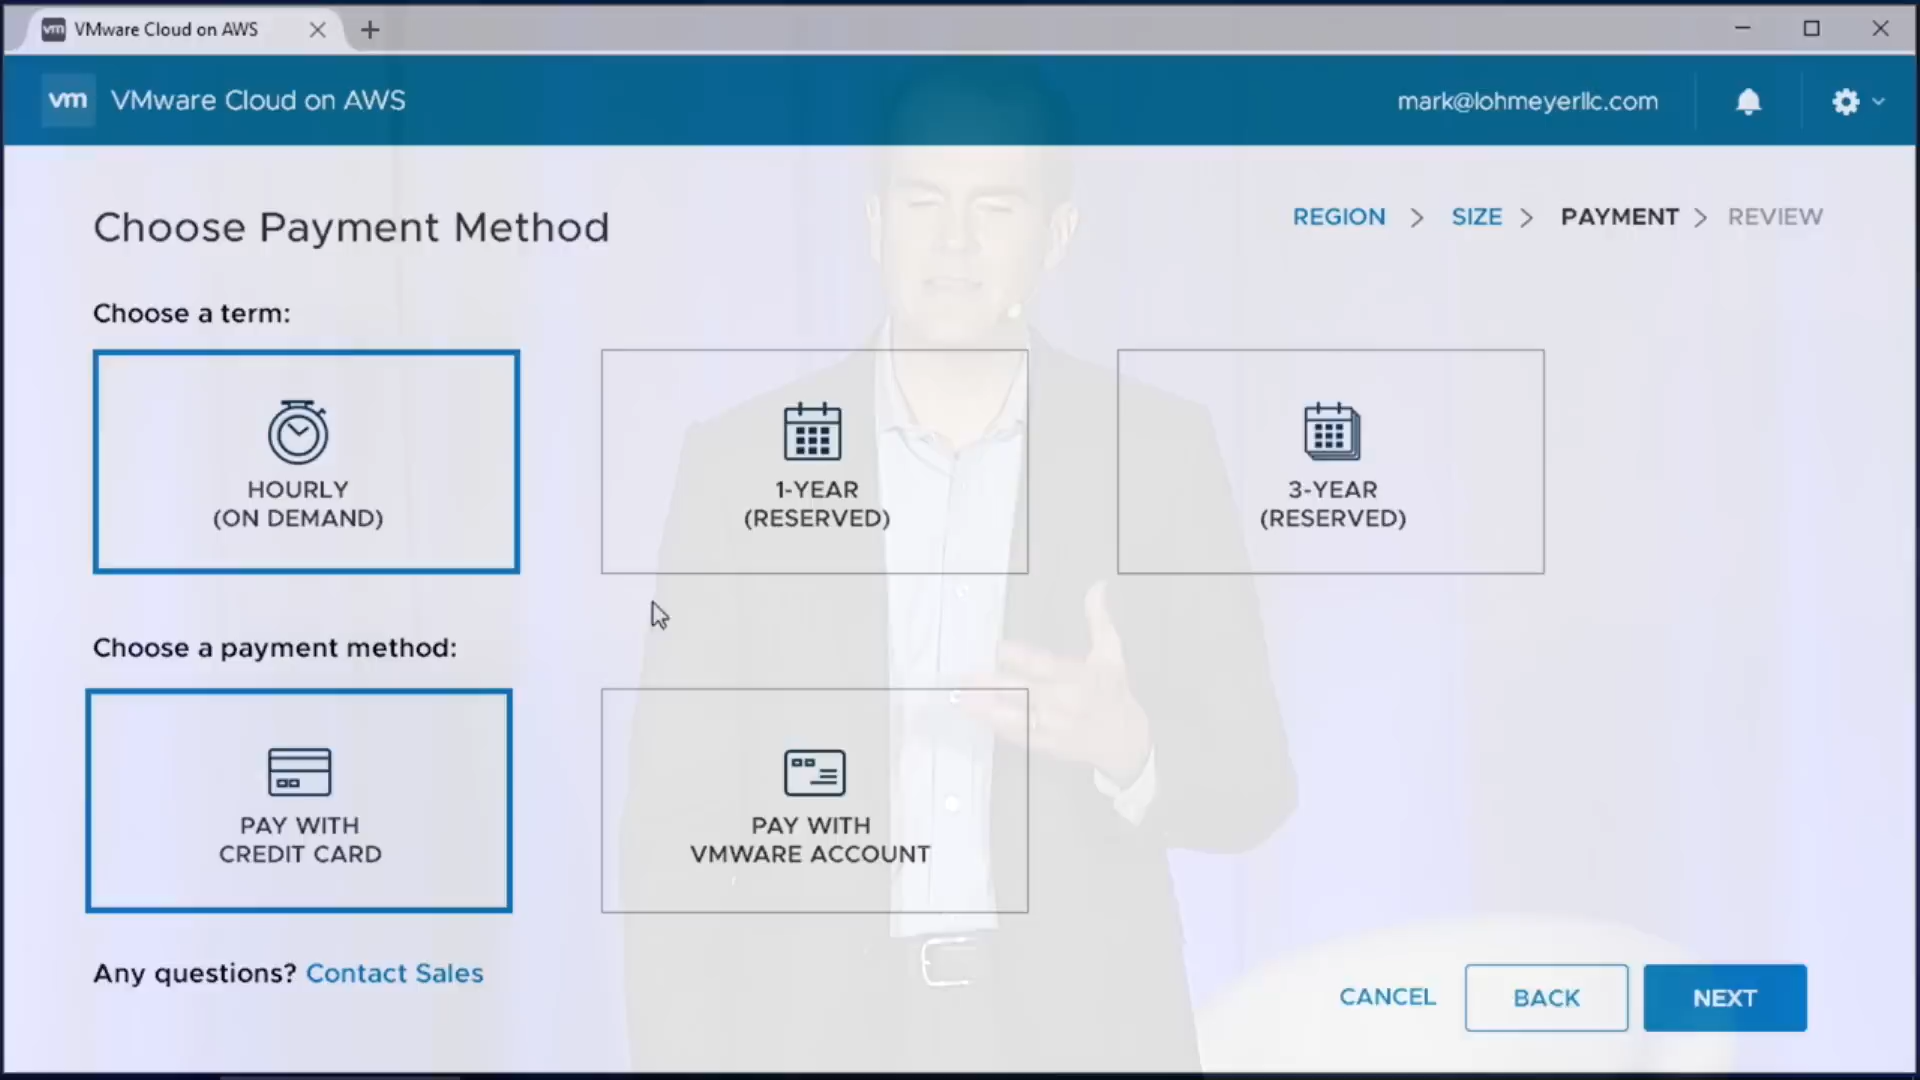 VMware Cloud on AWS
vm VMware Cloud on AWS
mark@lohmeyerllc.com
Choose Payment Method
REGION > SIZE > PAYMENT > REVIEW
Choose a term:
HOURLY
(ON DEMAND)
1-YEAR
(RESERVED)
3-YEAR
(RESERVED)
Choose a payment method:
PAY WITH
CREDIT CARD
PAY WITH
VMWARE ACCOUNT
Any questions? Contact Sales
CANCEL
BACK
NEXT